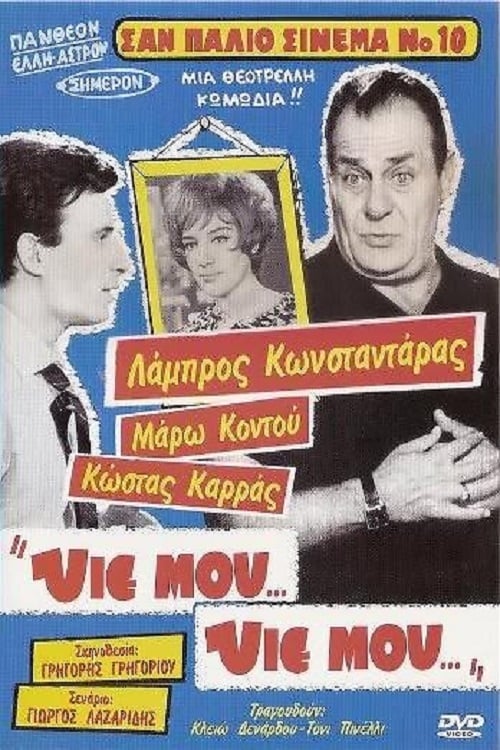 ΠΑΝΘΕΟΝ
ΕΛΛΗ-ΑΣΤΡΟΝ
ΣΗΜΕΡΟΝ
ΣΑΝ ΠΑΛΙΟ ΣΙΝΕΜΑ Νο 10
ΜΙΑ ΘΕΟΤΡΕΛΛΗ
ΚΩΜΩΔΙΑ!!
Λάμπρος Κωνσταντάρας
Μάρω Κοντού
Κώστας Καρράς
"ΥΙΕ ΜΟΥ...
ΥΙΕ ΜΟΥ..."
Σκηνοθεσία:
ΓΡΗΓΟΡΗΣ ΓΡΗΓΟΡΙΟΥ
Σενάριο:
ΓΙΩΡΓΟΣ ΛΑΖΑΡΙΔΗΣ
Τραγουδούν:
Κλειώ Δενάρδου-Τόνι Πινέλλι
DVD
VIDEO